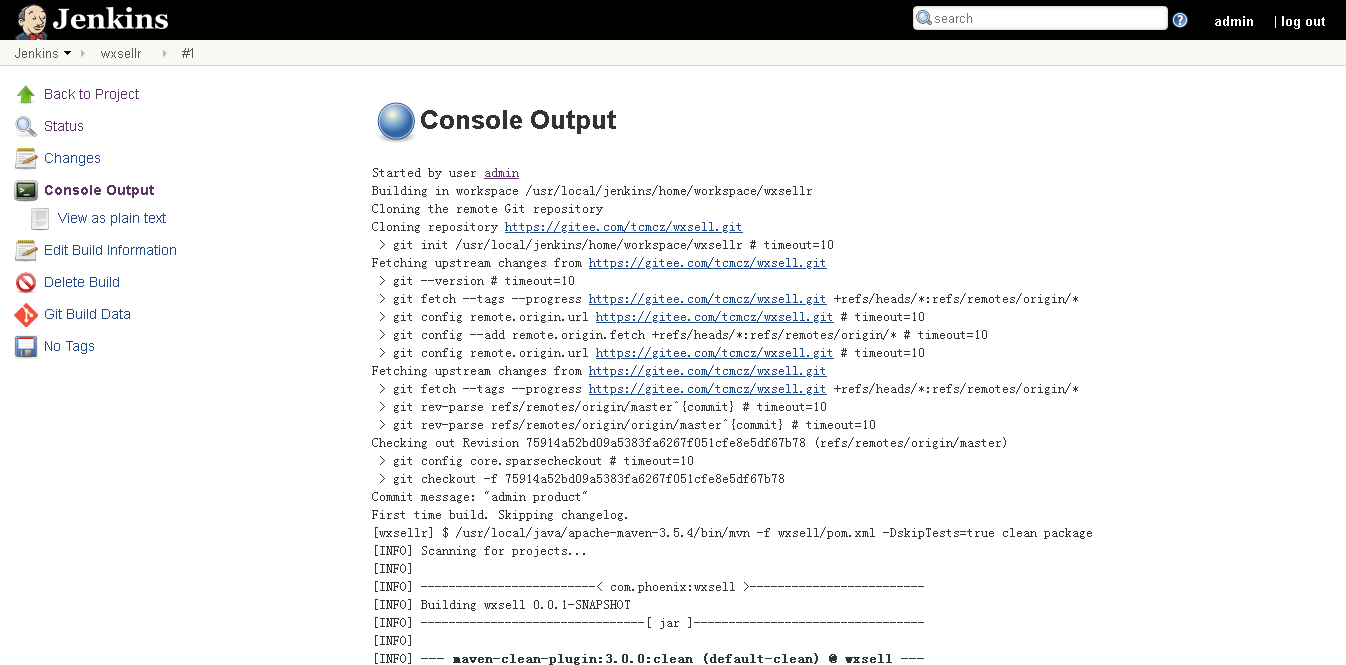 Jenkins
search
admin
| log out
Jenkins
wxsellr
#1
Back to Project
Status
Changes
Console Output
View as plain text
Edit Build Information
Delete Build
Git Build Data
No Tags
Console Output
Started by user admin
Building in workspace /usr/local/jenkins/home/workspace/wxsellr
Cloning the remote Git repository
Cloning repository https://gitee.com/tcmcz/wxsell.git
> git init /usr/local/jenkins/home/workspace/wxsellr # timeout=10
Fetching upstream changes from https://gitee.com/tcmcz/wxsell.git
> git --version # timeout=10
> git fetch --tags --progress https://gitee.com/tcmcz/wxsell.git +refs/heads/*:refs/remotes/origin/*
> git config remote.origin.url https://gitee.com/tcmcz/wxsell.git # timeout=10
> git config --add remote.origin.fetch +refs/heads/*:refs/remotes/origin/* # timeout=10
> git config remote.origin.url https://gitee.com/tcmcz/wxsell.git # timeout=10
Fetching upstream changes from https://gitee.com/tcmcz/wxsell.git
> git fetch --tags --progress https://gitee.com/tcmcz/wxsell.git +refs/heads/*:refs/remotes/origin/*
> git rev-parse refs/remotes/origin/master^{commit} # timeout=10
> git rev-parse refs/remotes/origin/origin/master^{commit} # timeout=10
Checking out Revision 75914a52bd09a5383fa6267f051cfe8e5df67b78 (refs/remotes/origin/master)
> git config core.sparsecheckout # timeout=10
> git checkout -f 75914a52bd09a5383fa6267f051cfe8e5df67b78
Commit message: "admin product"
First time build. Skipping changelog.
[wxsellr] $ /usr/local/java/apache-maven-3.5.4/bin/mvn -f wxsell/pom.xml -DskipTests=true clean package
[INFO] Scanning for projects...
[INFO]
[INFO] -------------------------< com.phoenix:wxsell >-------------------------
[INFO] Building wxsell 0.0.1-SNAPSHOT
[INFO] --------------------------------[ jar ]---------------------------------
[INFO]
[INFO] --- maven-clean-plugin:3.0.0:clean (default-clean) @ wxsell ---